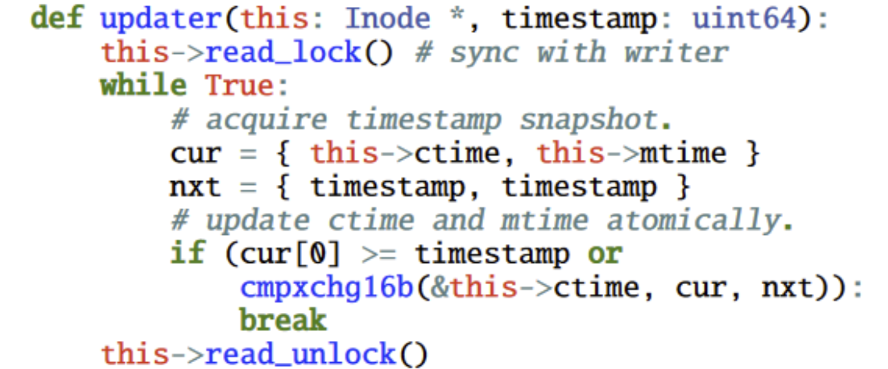 def updater(this: Inode *, timestamp: uint64):
    this->read_lock() # sync with writer
    while True:
        # acquire timestamp snapshot.
        cur = { this->ctime, this->mtime }
        nxt = { timestamp, timestamp }
        # update ctime and mtime atomically.
        if (cur[0] >= timestamp or
            cmpxchg16b(&this->ctime, cur, nxt)):
            break
    this->read_unlock()